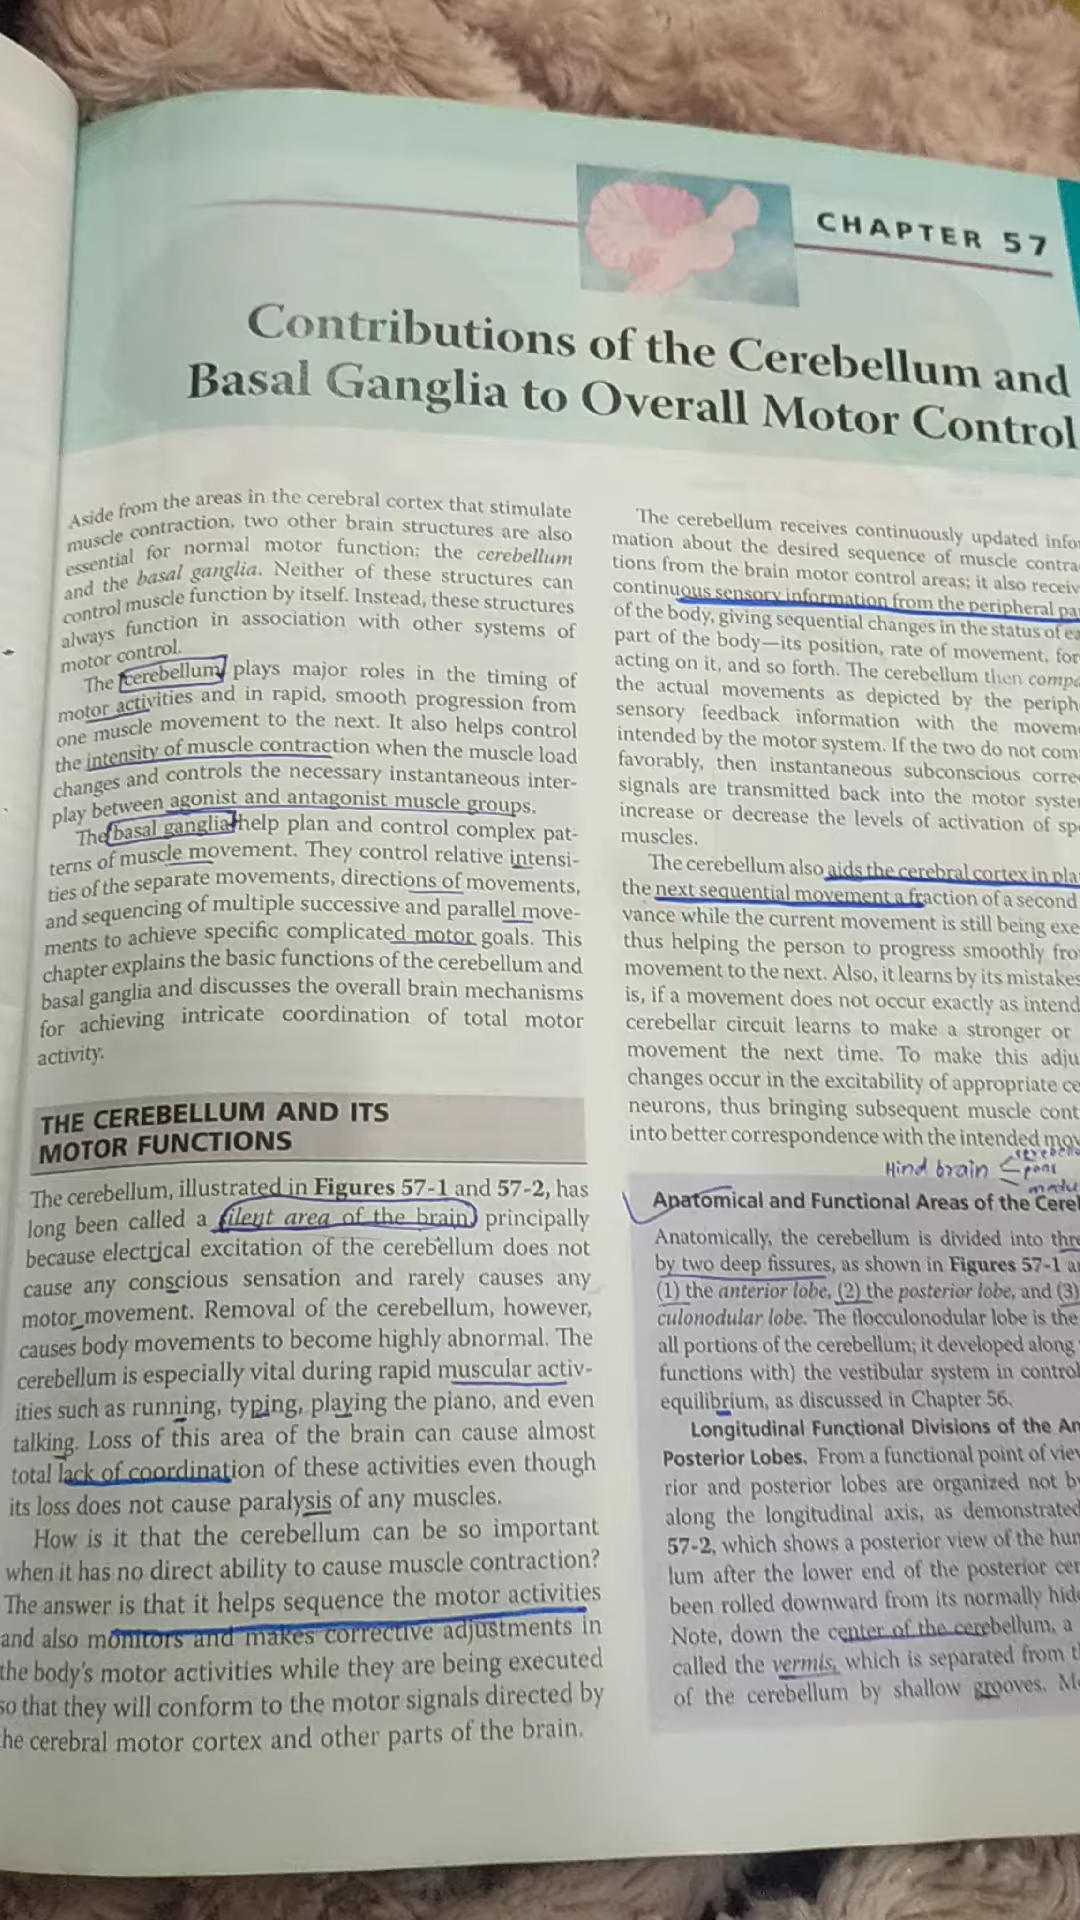 CHAPTER 57
Contributions of the Cerebellum and
Basal Ganglia to Overall Motor Control
Aside from the areas in the cerebral cortex that stimulate
muscle contraction, two other brain structures are also
essential for normal motor function: the cerebellum
and the basal ganglia. Neither of these structures can
control muscle function by itself. Instead, these structures
always function in association with other systems of
motor control.
The cerebellum plays major roles in the timing of
motor activities and in rapid, smooth progression from
one muscle movement to the next. It also helps control
the intensity of muscle contraction when the muscle load
changes and controls the necessary instantaneous inter-
play between agonist and antagonist muscle groups.
The basal ganglia help plan and control complex pat-
terns of muscle movement. They control relative intensi-
ties of the separate movements, directions of movements,
and sequencing of multiple successive and parallel move-
ments to achieve specific complicated motor goals. This
chapter explains the basic functions of the cerebellum and
basal ganglia and discusses the overall brain mechanisms
for achieving intricate coordination of total motor
activity.
THE CEREBELLUM AND ITS
MOTOR FUNCTIONS
The cerebellum, illustrated in Figures 57-1 and 57-2, has
long been called a silent area of the brain, principally
because electrical excitation of the cerebellum does not
cause any conscious sensation and rarely causes any
motor movement. Removal of the cerebellum, however,
causes body movements to become highly abnormal. The
cerebellum is especially vital during rapid muscular activ-
ities such as running, typing, playing the piano, and even
talking. Loss of this area of the brain can cause almost
total lack of coordination of these activities even though
its loss does not cause paralysis of any muscles.
How is it that the cerebellum can be so important
when it has no direct ability to cause muscle contraction?
The answer is that it helps sequence the motor activities
and also monitors and makes corrective adjustments in
the body's motor activities while they are being executed
so that they will conform to the motor signals directed by
the cerebral motor cortex and other parts of the brain.
The cerebellum receives continuously updated infor
mation about the desired sequence of muscle contra
tions from the brain motor control areas; it also receiv
continuous sensory information from the peripheral pa
of the body, giving sequential changes in the status of ea
part of the body—its position, rate of movement, for
acting on it, and so forth. The cerebellum then compa
the actual movements as depicted by the periph
sensory feedback information with the movem
intended by the motor system. If the two do not com
favorably, then instantaneous subconscious corre
signals are transmitted back into the motor syste
increase or decrease the levels of activation of sp
muscles.
The cerebellum also aids the cerebral cortex in pla
the next sequential movement a fraction of a second
vance while the current movement is still being exe
thus helping the person to progress smoothly fro
movement to the next. Also, it learns by its mistakes
is, if a movement does not occur exactly as intend
cerebellar circuit learns to make a stronger or
movement the next time. To make this adju
changes occur in the excitability of appropriate ce
neurons, thus bringing subsequent muscle cont
into better correspondence with the intended mov
Hind brain
pons
Anatomical and Functional Areas of the Cerel
Anatomically, the cerebellum is divided into thre
by two deep fissures, as shown in Figures 57-1 a
(1) the anterior lobe, (2) the posterior lobe, and (3)
culonodular lobe. The flocculonodular lobe is the
all portions of the cerebellum; it developed along
functions with) the vestibular system in control
equilibrium, as discussed in Chapter 56.
Longitudinal Functional Divisions of the An
Posterior Lobes. From a functional point of view
rior and posterior lobes are organized not by
along the longitudinal axis, as demonstrated
57-2, which shows a posterior view of the hum
lum after the lower end of the posterior cer
been rolled downward from its normally hidd
Note, down the center of the cerebellum, a
called the vermis, which is separated from t
of the cerebellum by shallow grooves. Mo